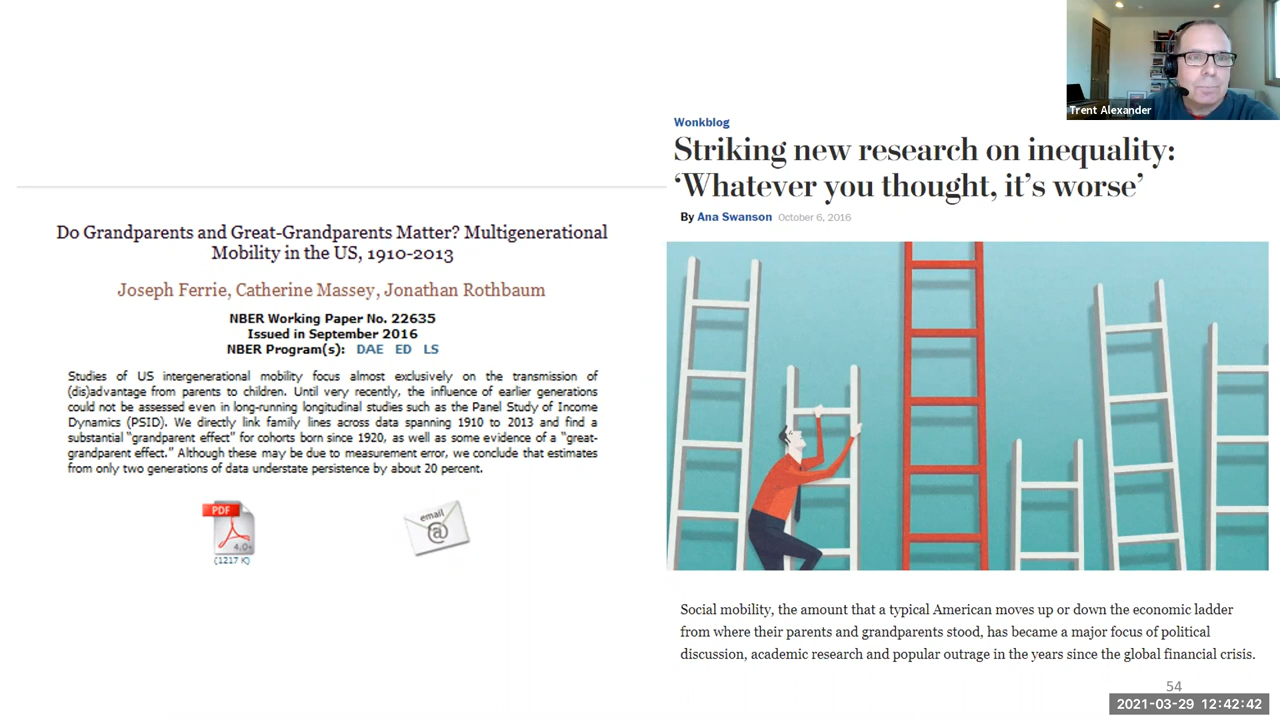 Trent Alexander
Do Grandparents and Great-Grandparents Matter? Multigenerational
Mobility in the US, 1910-2013
Joseph Ferrie, Catherine Massey, Jonathan Rothbaum
NBER Working Paper No. 22635
Issued in September 2016
NBER Program(s): DAE ED LS
Studies of US intergenerational mobility focus almost exclusively on the transmission of
(dis)advantage from parents to children. Until very recently, the influence of earlier generations
could not be assessed even in long-running longitudinal studies such as the Panel Study of Income
Dynamics (PSID). We directly link family lines across data spanning 1910 to 2013 and find a
substantial "grandparent effect" for cohorts born since 1920, as well as some evidence of a "great-
grandparent effect." Although these may be due to measurement error, we conclude that estimates
from only two generations of data understate persistence by about 20 percent.
PDF
4.0+
(1217 K)
email
@
Wonkblog
Striking new research on inequality:
‘Whatever you thought, it’s worse’
By Ana Swanson October 6, 2016
Social mobility, the amount that a typical American moves up or down the economic ladder
from where their parents and grandparents stood, has became a major focus of political
discussion, academic research and popular outrage in the years since the global financial crisis.
54
2021-03-29 12:42:42